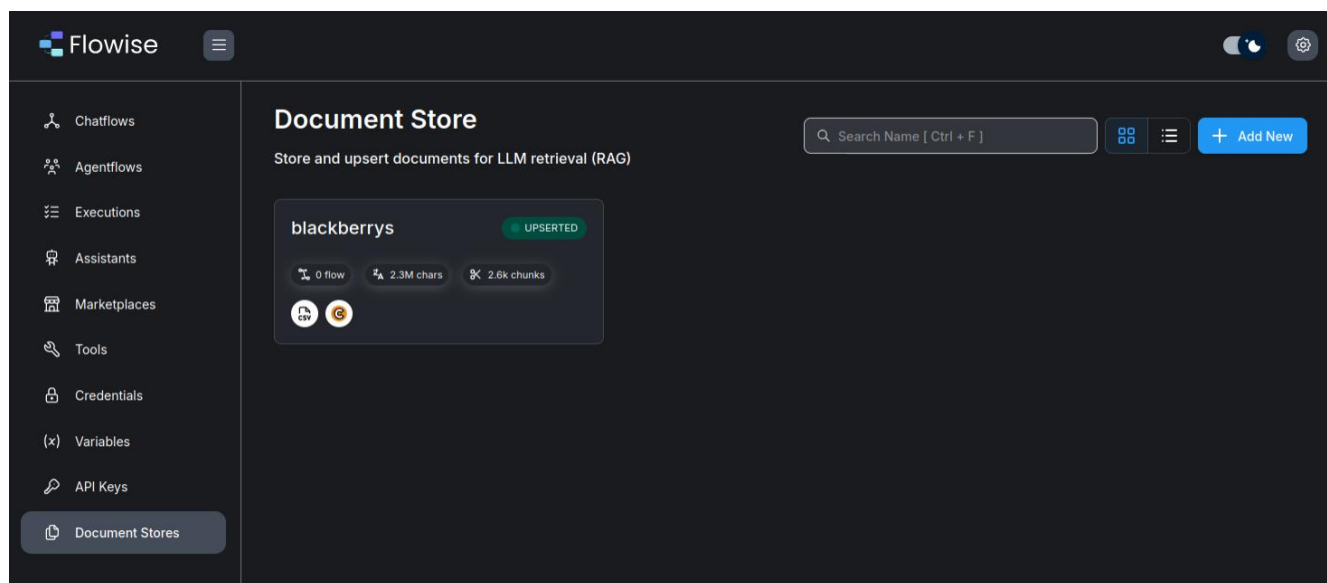 Flowise
Chatflows
Agentflows
Executions
Assistants
Marketplaces
Tools
Credentials
(x) Variables
API Keys
Document Stores
Document Store
Store and upsert documents for LLM retrieval (RAG)
Search Name [ Ctrl + F ]
+ Add New
blackberrys
UPSERTED
0 flow 2.3M chars 2.6k chunks
CSV